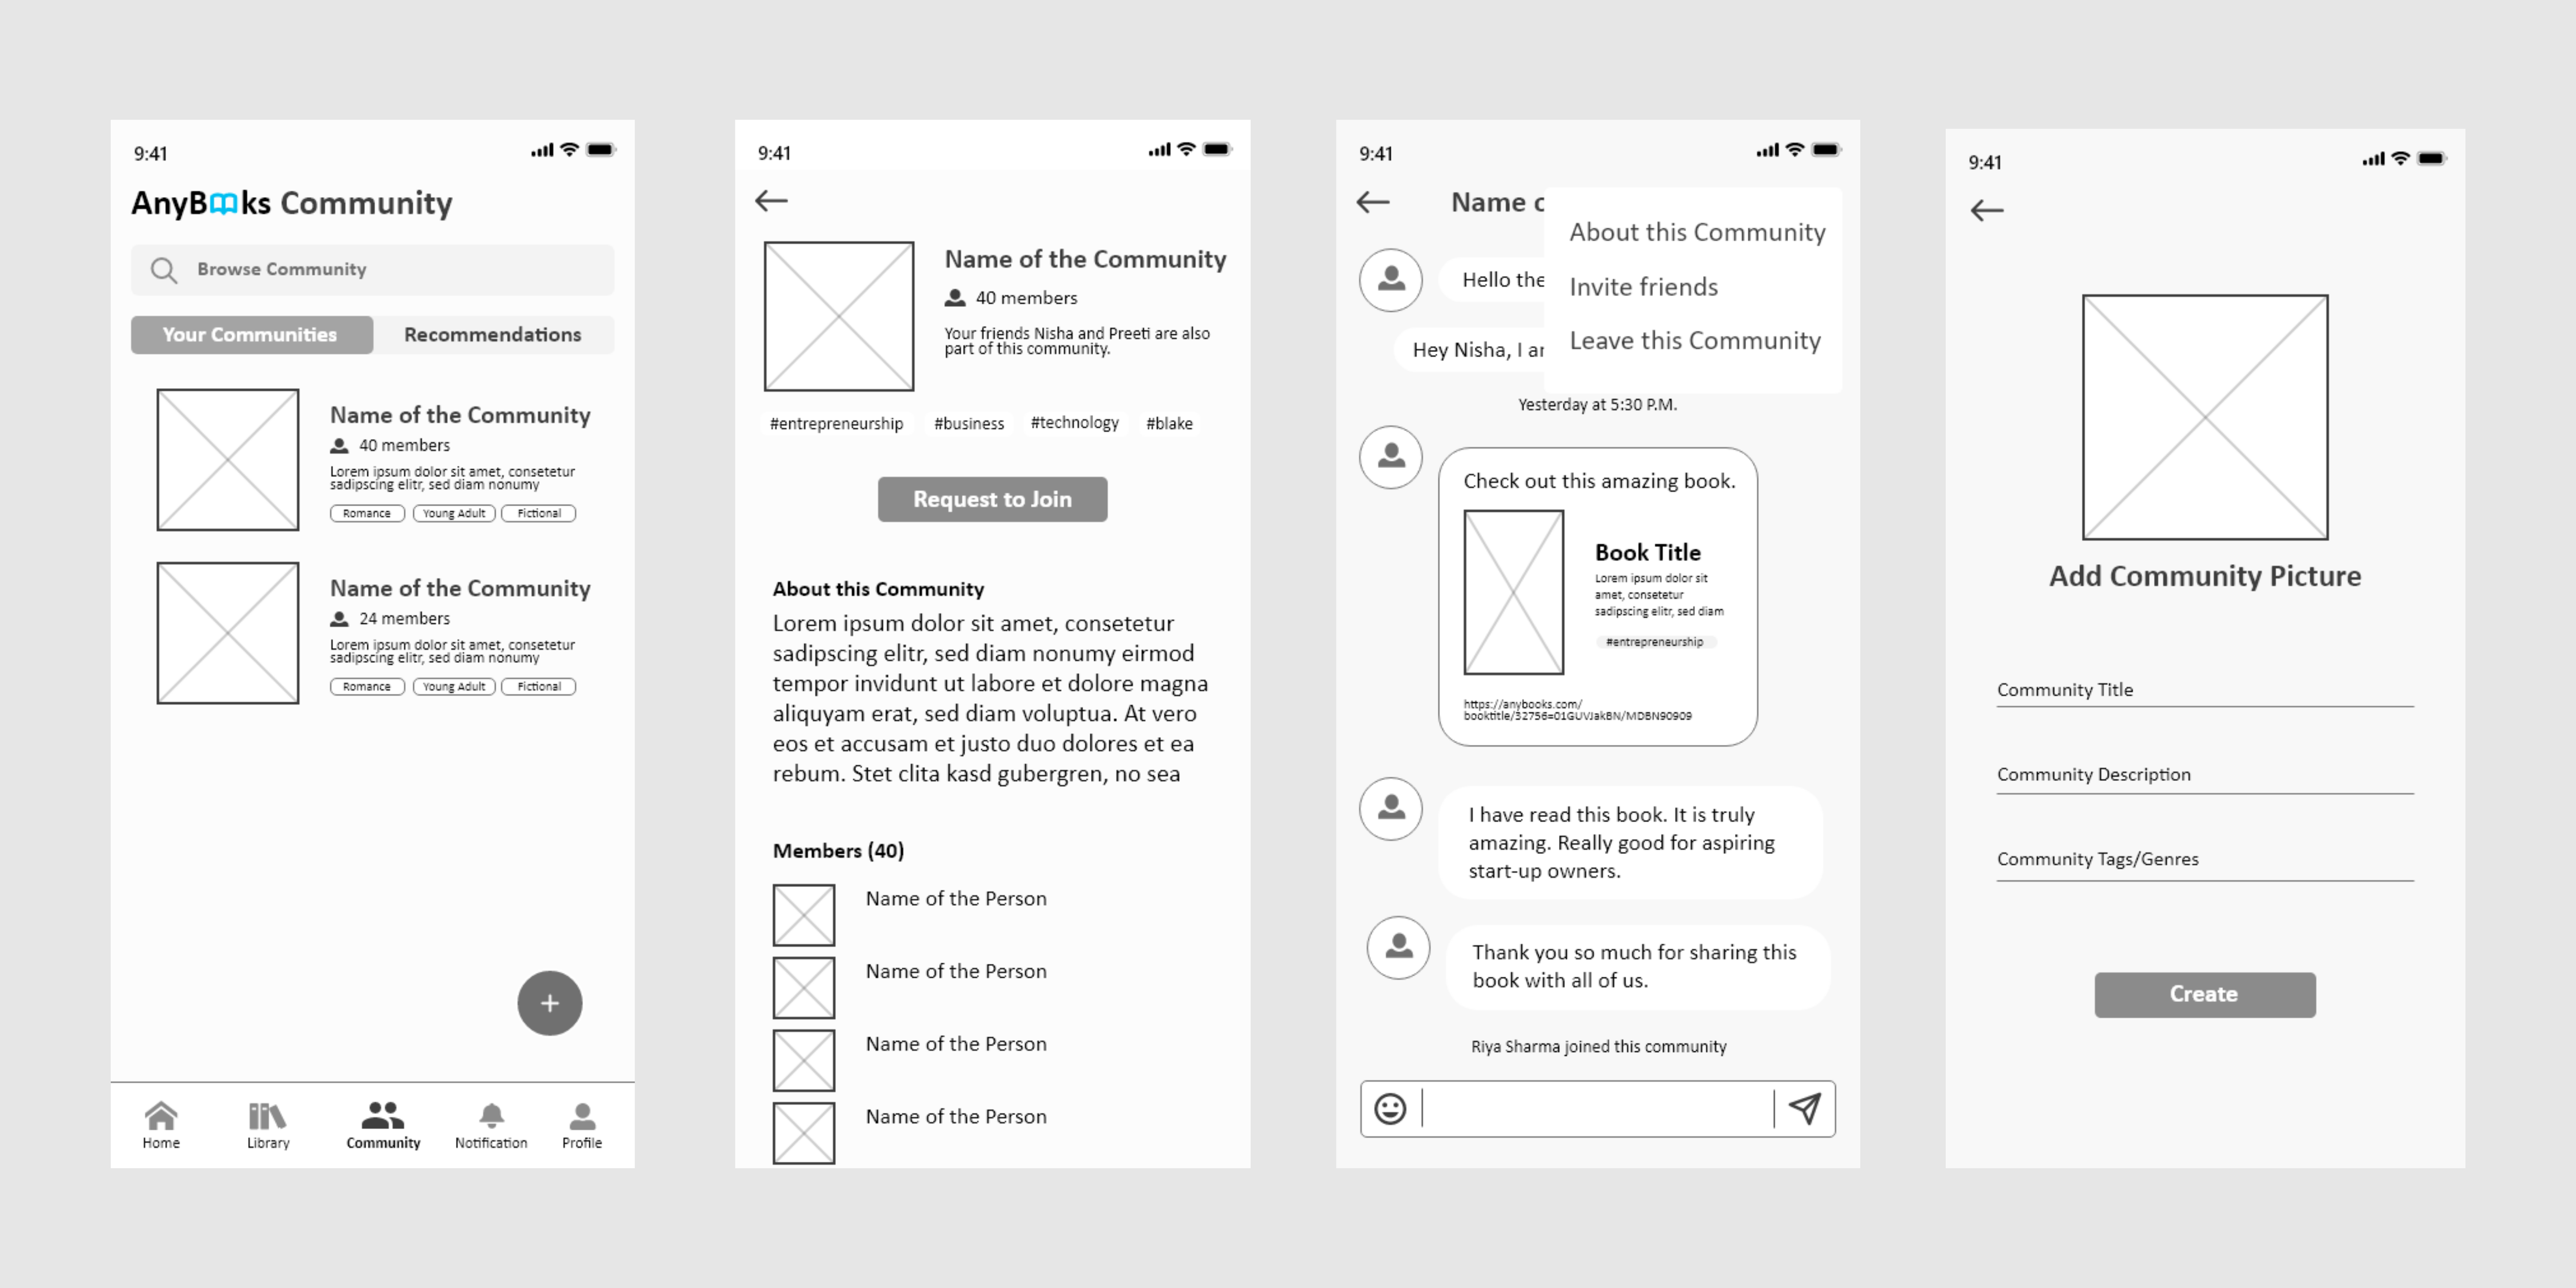 9:41
AnyBooks Community
Browse Community
Your Communities Recommendations
Name of the Community
40 members
Lorem ipsum dolor sit amet, consetetur
sadipscing elitr, sed diam nonumy
Romance Young Adult Fictional
Name of the Community
24 members
Lorem ipsum dolor sit amet, consetetur
sadipscing elitr, sed diam nonumy
Romance Young Adult Fictional
+
Home Library Community Notification Profile
9:41
Name of the Community
40 members
Your friends Nisha and Preeti are also
part of this community.
#entrepreneurship #business #technology #blake
Request to Join
About this Community
Lorem ipsum dolor sit amet, consetetur
sadipscing elitr, sed diam nonumy eirmod
tempor invidunt ut labore et dolore magna
aliquyam erat, sed diam voluptua. At vero
eos et accusam et justo duo dolores et ea
rebum. Stet clita kasd gubergren, no sea
Members (40)
Name of the Person
Name of the Person
Name of the Person
Name of the Person
9:41
Name
About this Community
Invite friends
Leave this Community
Hello
Hey Nisha, I
Yesterday at 5:30 P.M.
Check out this amazing book.
Book Title
Lorem ipsum dolor sit
amet, consetetur
sadipscing elitr, sed diam
#entrepreneurship
https://anybooks.com/
booktitle/32756=01GUVJakBN/MDBN90909
I have read this book. It is truly
amazing. Really good for aspiring
start-up owners.
Thank you so much for sharing this
book with all of us.
Riya Sharma joined this community
9:41
Add Community Picture
Community Title
Community Description
Community Tags/Genres
Create